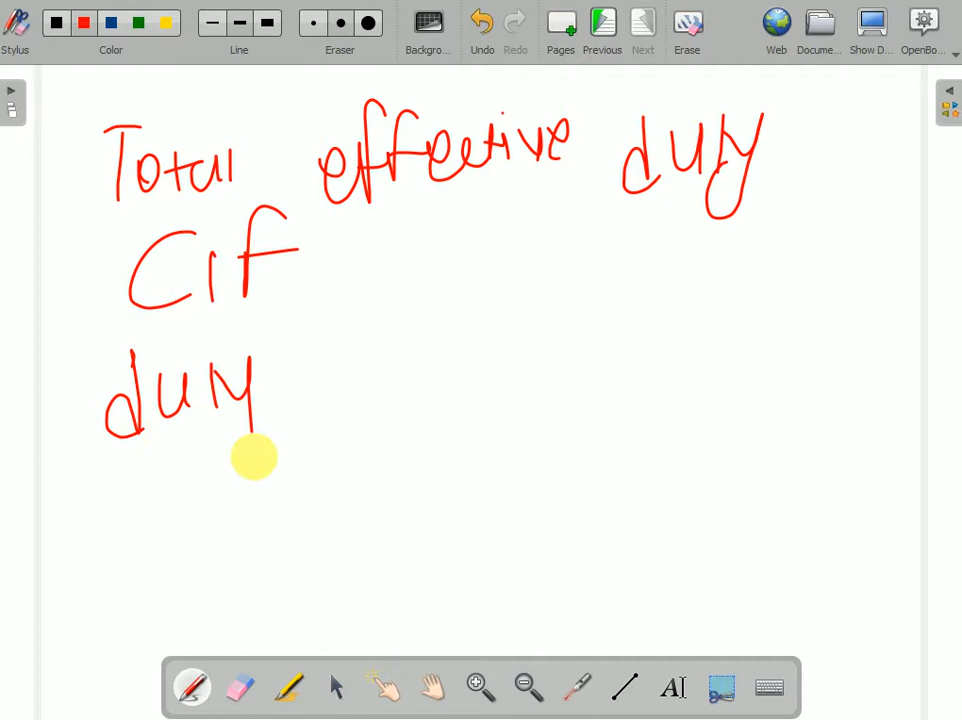 Stylus Color Line Eraser Backgro... Undo Redo Pages Previous Next Erase Web Docume... Show D... OpenBo...
Total effective duty
CIF
duty
A